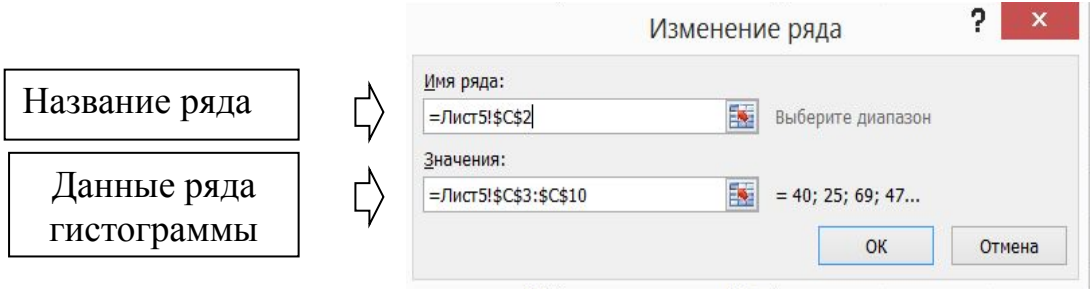 Изменение ряда
?
x
Название ряда
Имя ряда:
=Лист5!$C$2
Выберите диапазон
Данные ряда
гистограммы
Значения:
=Лист5!$C$3:$C$10
= 40; 25; 69; 47...
ОК
Отмена